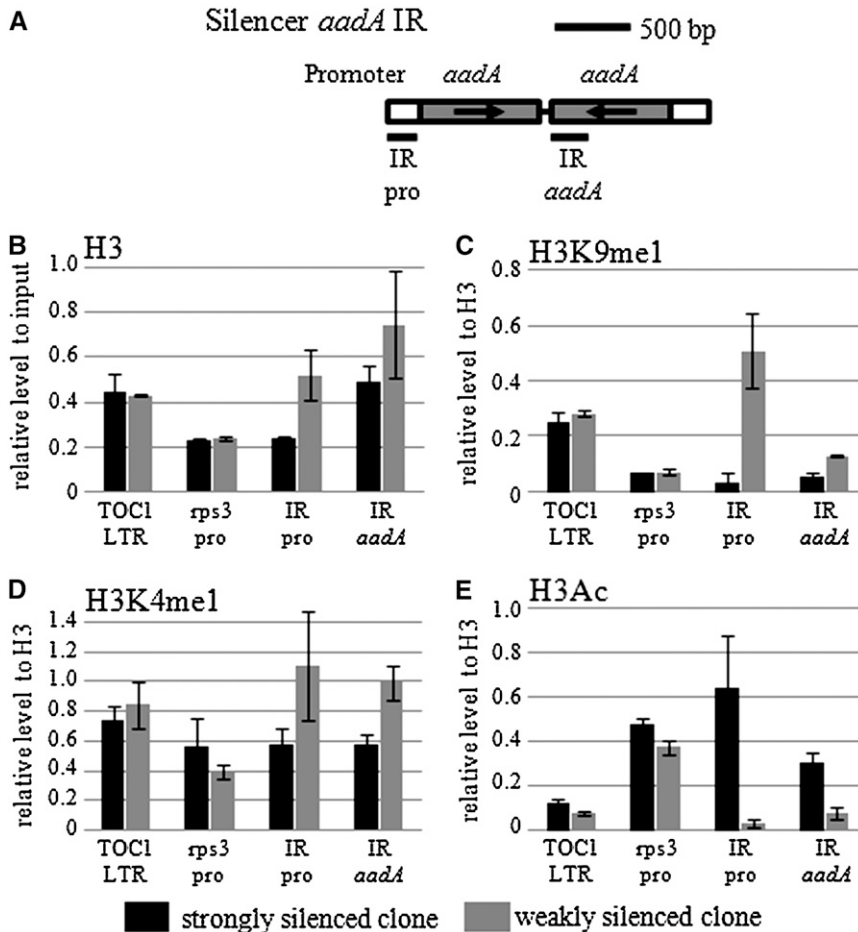 A
Silencer aadA IR
500 bp
Promoter aadA aadA
IR IR
pro aadA
B H3
relative level to input
1.0
0.8
0.6
0.4
0.2
0
TOC1 rps3 IR IR
LTR pro pro aadA
C H3K9me1
relative level to H3
0.8
0.6
0.4
0.2
0
TOC1 rps3 IR IR
LTR pro pro aadA
D H3K4me1
relative level to H3
1.4
1.2
1.0
0.8
0.6
0.4
0.2
0
TOC1 rps3 IR IR
LTR pro pro aadA
E H3Ac
relative level to H3
1.0
0.8
0.6
0.4
0.2
0
TOC1 rps3 IR IR
LTR pro pro aadA
strongly silenced clone weakly silenced clone